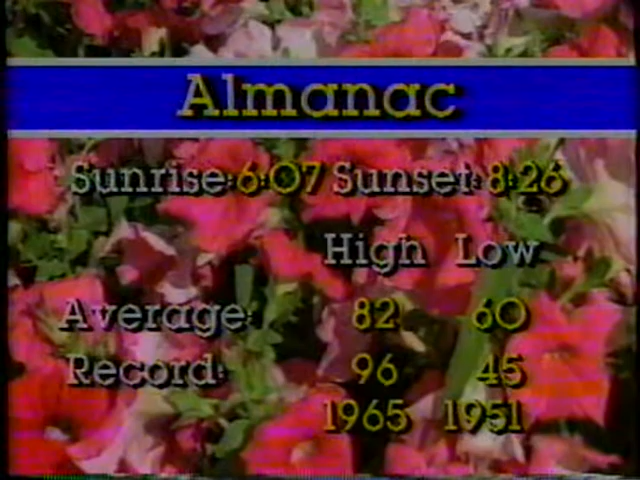 Almanac
Sunrise:6:07 Sunset:8:26
High Low
Average: 82 60
Record: 96 45
1965 1951